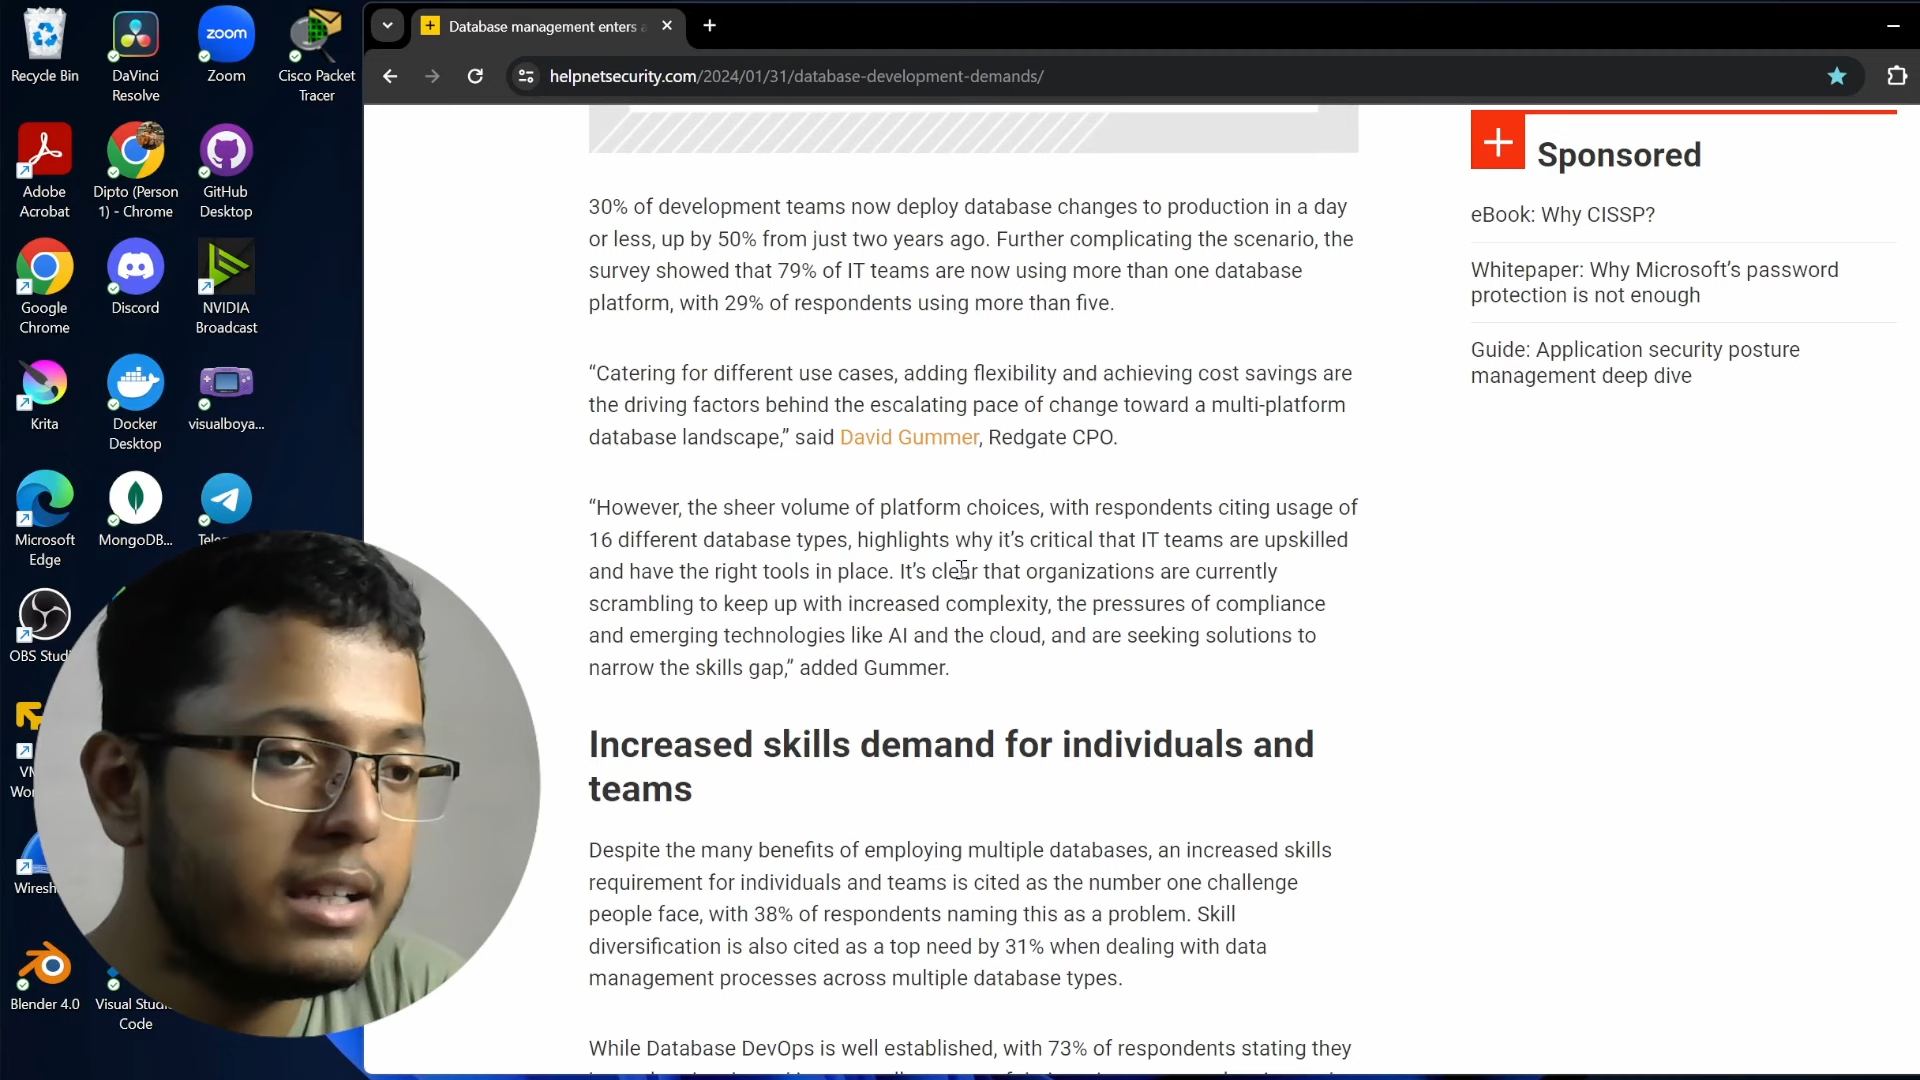 Recycle Bin
DaVinci
Resolve
zoom
Zoom
Cisco Packet
Tracer
Adobe
Acrobat
Dipto (Person
1) - Chrome
GitHub
Desktop
Google
Chrome
Discord
NVIDIA
Broadcast
Krita
Docker
Desktop
visualboya...
Microsoft
Edge
MongoDB...
OBS
Blender 4.0
Visual
Code
Database management enters
helpnetsecurity.com/2024/01/31/database-development-demands/
30% of development teams now deploy database changes to production in a day
or less, up by 50% from just two years ago. Further complicating the scenario, the
survey showed that 79% of IT teams are now using more than one database
platform, with 29% of respondents using more than five.
“Catering for different use cases, adding flexibility and achieving cost savings are
the driving factors behind the escalating pace of change toward a multi-platform
database landscape,” said David Gummer, Redgate CPO.
“However, the sheer volume of platform choices, with respondents citing usage of
16 different database types, highlights why it’s critical that IT teams are upskilled
and have the right tools in place. It’s clear that organizations are currently
scrambling to keep up with increased complexity, the pressures of compliance
and emerging technologies like AI and the cloud, and are seeking solutions to
narrow the skills gap,” added Gummer.
Increased skills demand for individuals and
teams
Despite the many benefits of employing multiple databases, an increased skills
requirement for individuals and teams is cited as the number one challenge
people face, with 38% of respondents naming this as a problem. Skill
diversification is also cited as a top need by 31% when dealing with data
management processes across multiple database types.
While Database DevOps is well established, with 73% of respondents stating they
Sponsored
eBook: Why CISSP?
Whitepaper: Why Microsoft’s password
protection is not enough
Guide: Application security posture
management deep dive